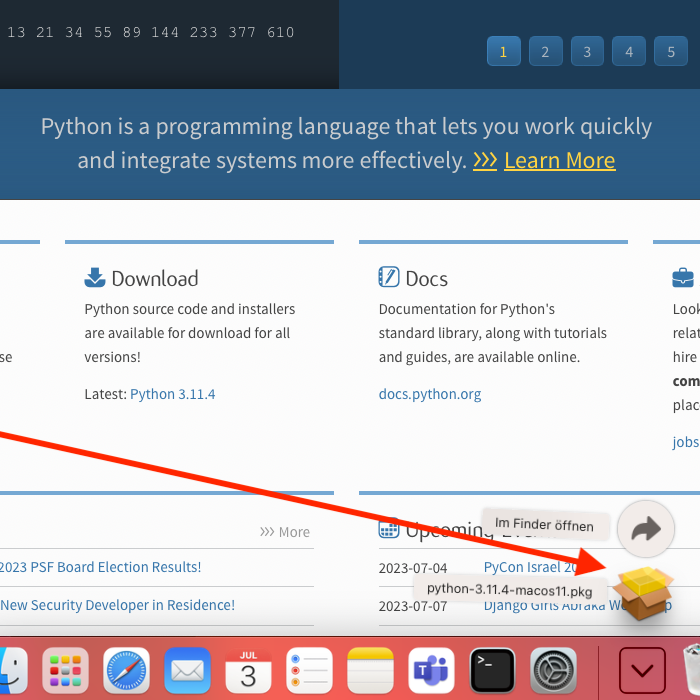 13 21 34 55 89 144 233 377 610
1 2 3 4 5
Python is a programming language that lets you work quickly
and integrate systems more effectively. >>> Learn More
Download
Python source code and installers
are available for download for all
versions!
Latest: Python 3.11.4
Docs
Documentation for Python's
standard library, along with tutorials
and guides, are available online.
docs.python.org
se
Look
relat
hire
com
plac
jobs
>>> More
2023 PSF Board Election Results!
New Security Developer in Residence!
Upcoming
Im Finder öffnen
2023-07-04 PyCon Israel 20
python-3.11.4-macos11.pkg
2023-07-07 Django Girls Abraka
JUL
3
>_